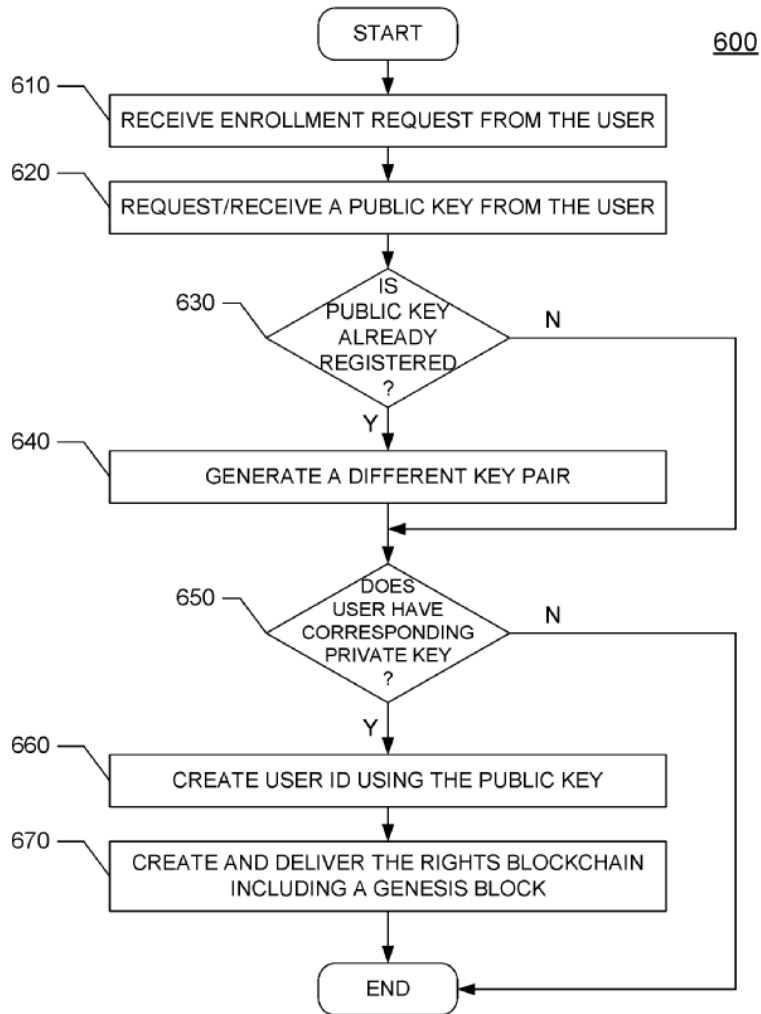 START
600
610
RECEIVE ENROLLMENT REQUEST FROM THE USER
620
REQUEST/RECEIVE A PUBLIC KEY FROM THE USER
630
IS
PUBLIC KEY
ALREADY
REGISTERED
?
N
Y
640
GENERATE A DIFFERENT KEY PAIR
650
DOES
USER HAVE
CORRESPONDING
PRIVATE KEY
?
N
Y
660
CREATE USER ID USING THE PUBLIC KEY
670
CREATE AND DELIVER THE RIGHTS BLOCKCHAIN
INCLUDING A GENESIS BLOCK
END